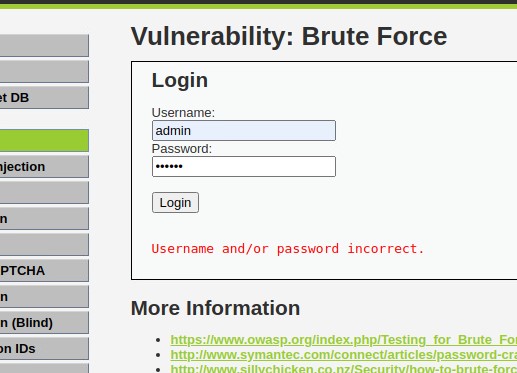 Vulnerability: Brute Force
et DB
njection
n
PTCHA
n
n (Blind)
on IDs
Login
Username:
admin
Password:
••••••
Login
Username and/or password incorrect.
More Information
https://www.owasp.org/index.php/Testing_for_Brute_Fo
http://www.symantec.com/connect/articles/password-cra
http://www.sillychicken.co.nz/Security/how-to-brute-forc